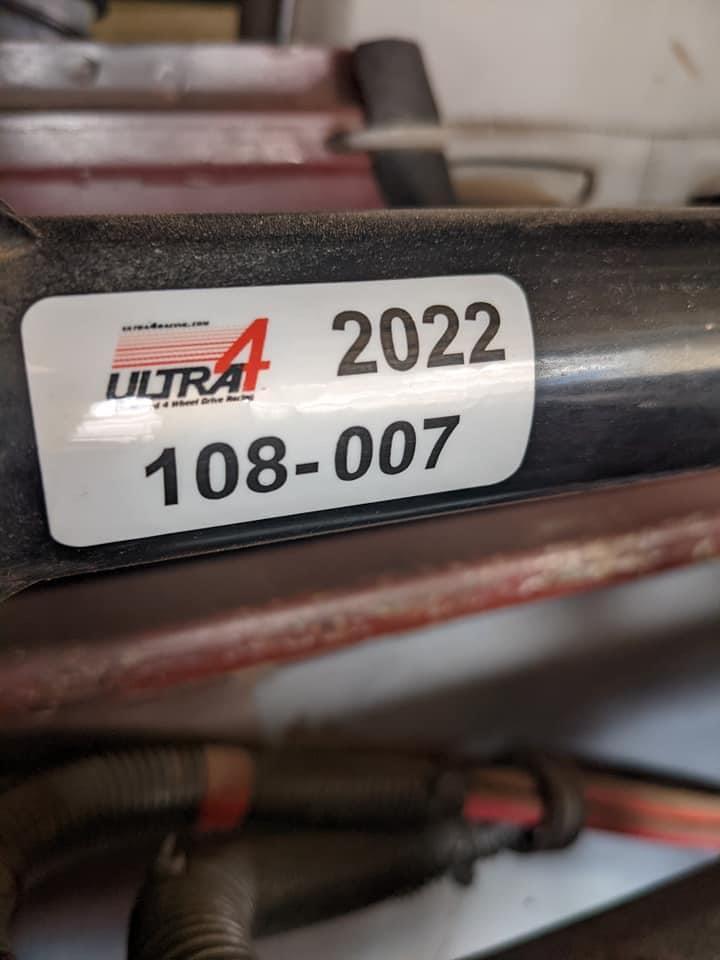 ULTRA4RACING.COM
ULTRA4
4 Wheel Drive Racing
2022
108-007